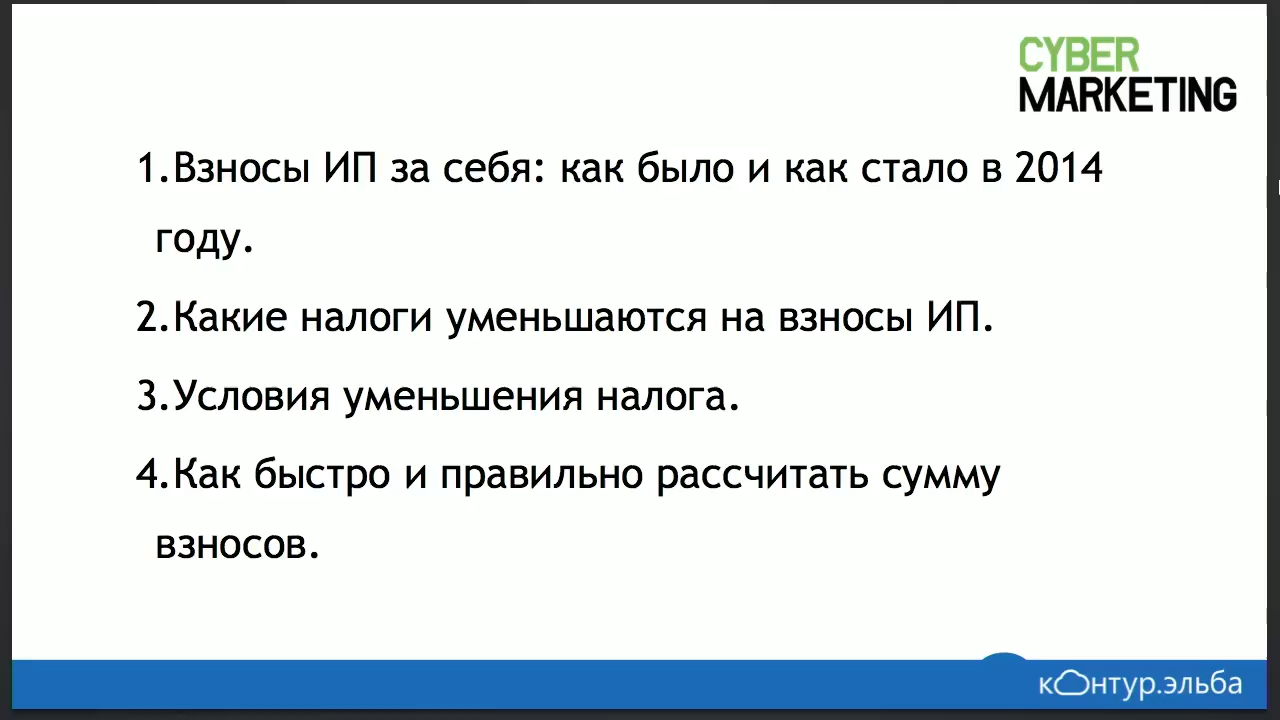 CYBER
MARKETING
1.Взносы ИП за себя: как было и как стало в 2014
году.
2.Какие налоги уменьшаются на взносы ИП.
3.Условия уменьшения налога.
4.Как быстро и правильно рассчитать сумму
взносов.
контур.эльба